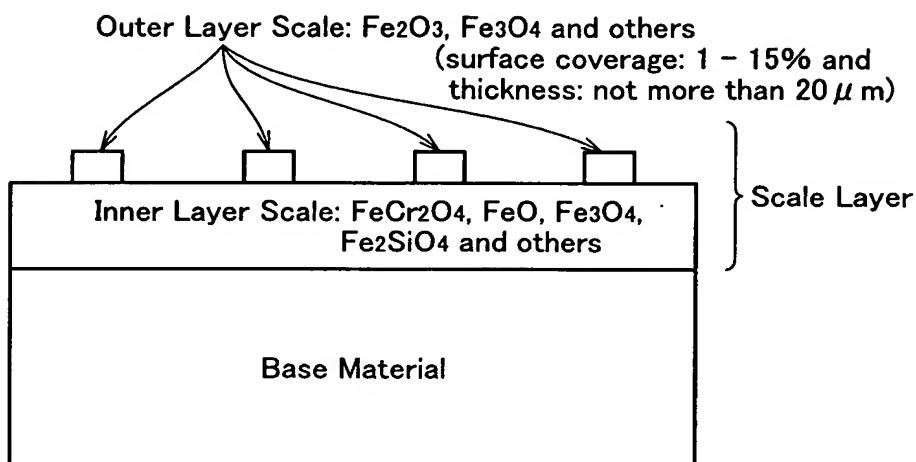 Outer Layer Scale: Fe2O3, Fe3O4 and others
(surface coverage: 1 - 15% and
thickness: not more than 20 μm)
Scale Layer
Inner Layer Scale: FeCr2O4, FeO, Fe3O4,
Fe2SiO4 and others
Base Material